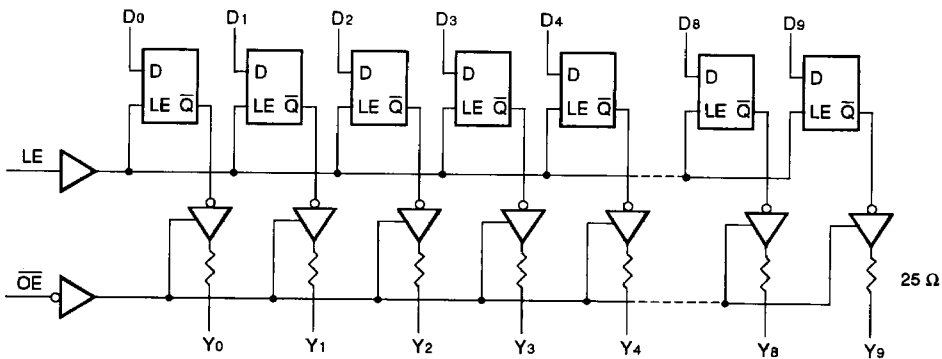 D0 D1 D2 D3 D4 D8 D9
D D D D D D D
LE Q̅ LE Q̅ LE Q̅ LE Q̅ LE Q̅ LE Q̅ LE Q̅
LE
O̅E̅
25 Ω
Y0 Y1 Y2 Y3 Y4 Y8 Y9